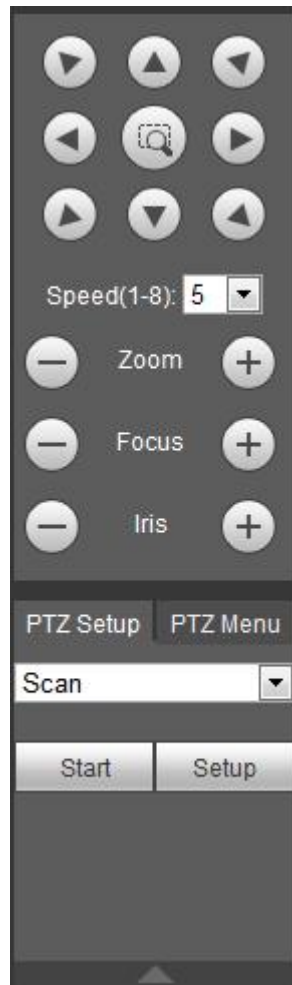 Speed(1-8): 5
Zoom
Focus
Iris
PTZ Setup PTZ Menu
Scan
Start Setup